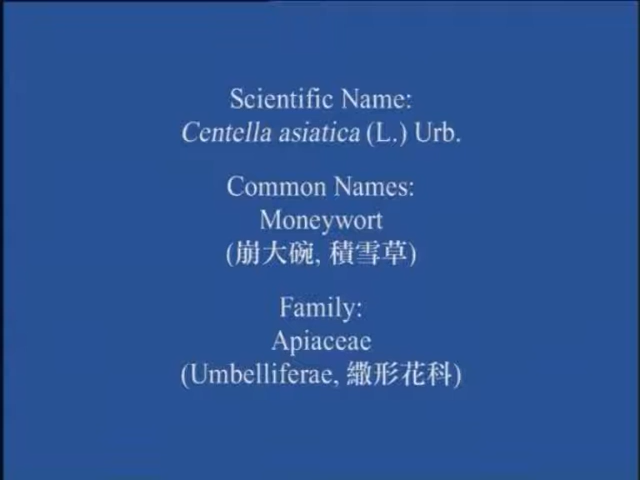 Scientific Name:
Centella asiatica (L.) Urb.
Common Names:
Moneywort
(崩大碗, 積雪草)
Family:
Apiaceae
(Umbelliferae, 繖形花科)